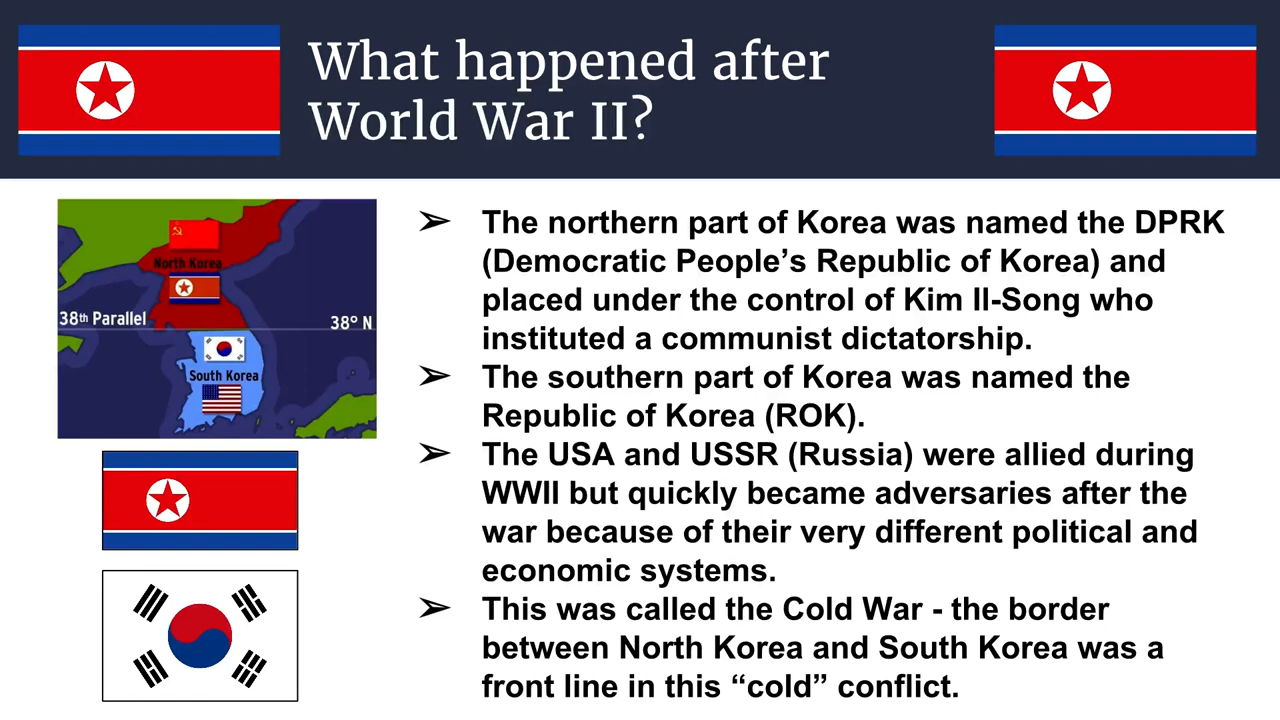 What happened after
World War II?
North Korea
38th Parallel
38° N
South Korea
➢ The northern part of Korea was named the DPRK
(Democratic People’s Republic of Korea) and
placed under the control of Kim Il-Song who
instituted a communist dictatorship.
➢ The southern part of Korea was named the
Republic of Korea (ROK).
➢ The USA and USSR (Russia) were allied during
WWII but quickly became adversaries after the
war because of their very different political and
economic systems.
➢ This was called the Cold War - the border
between North Korea and South Korea was a
front line in this “cold” conflict.